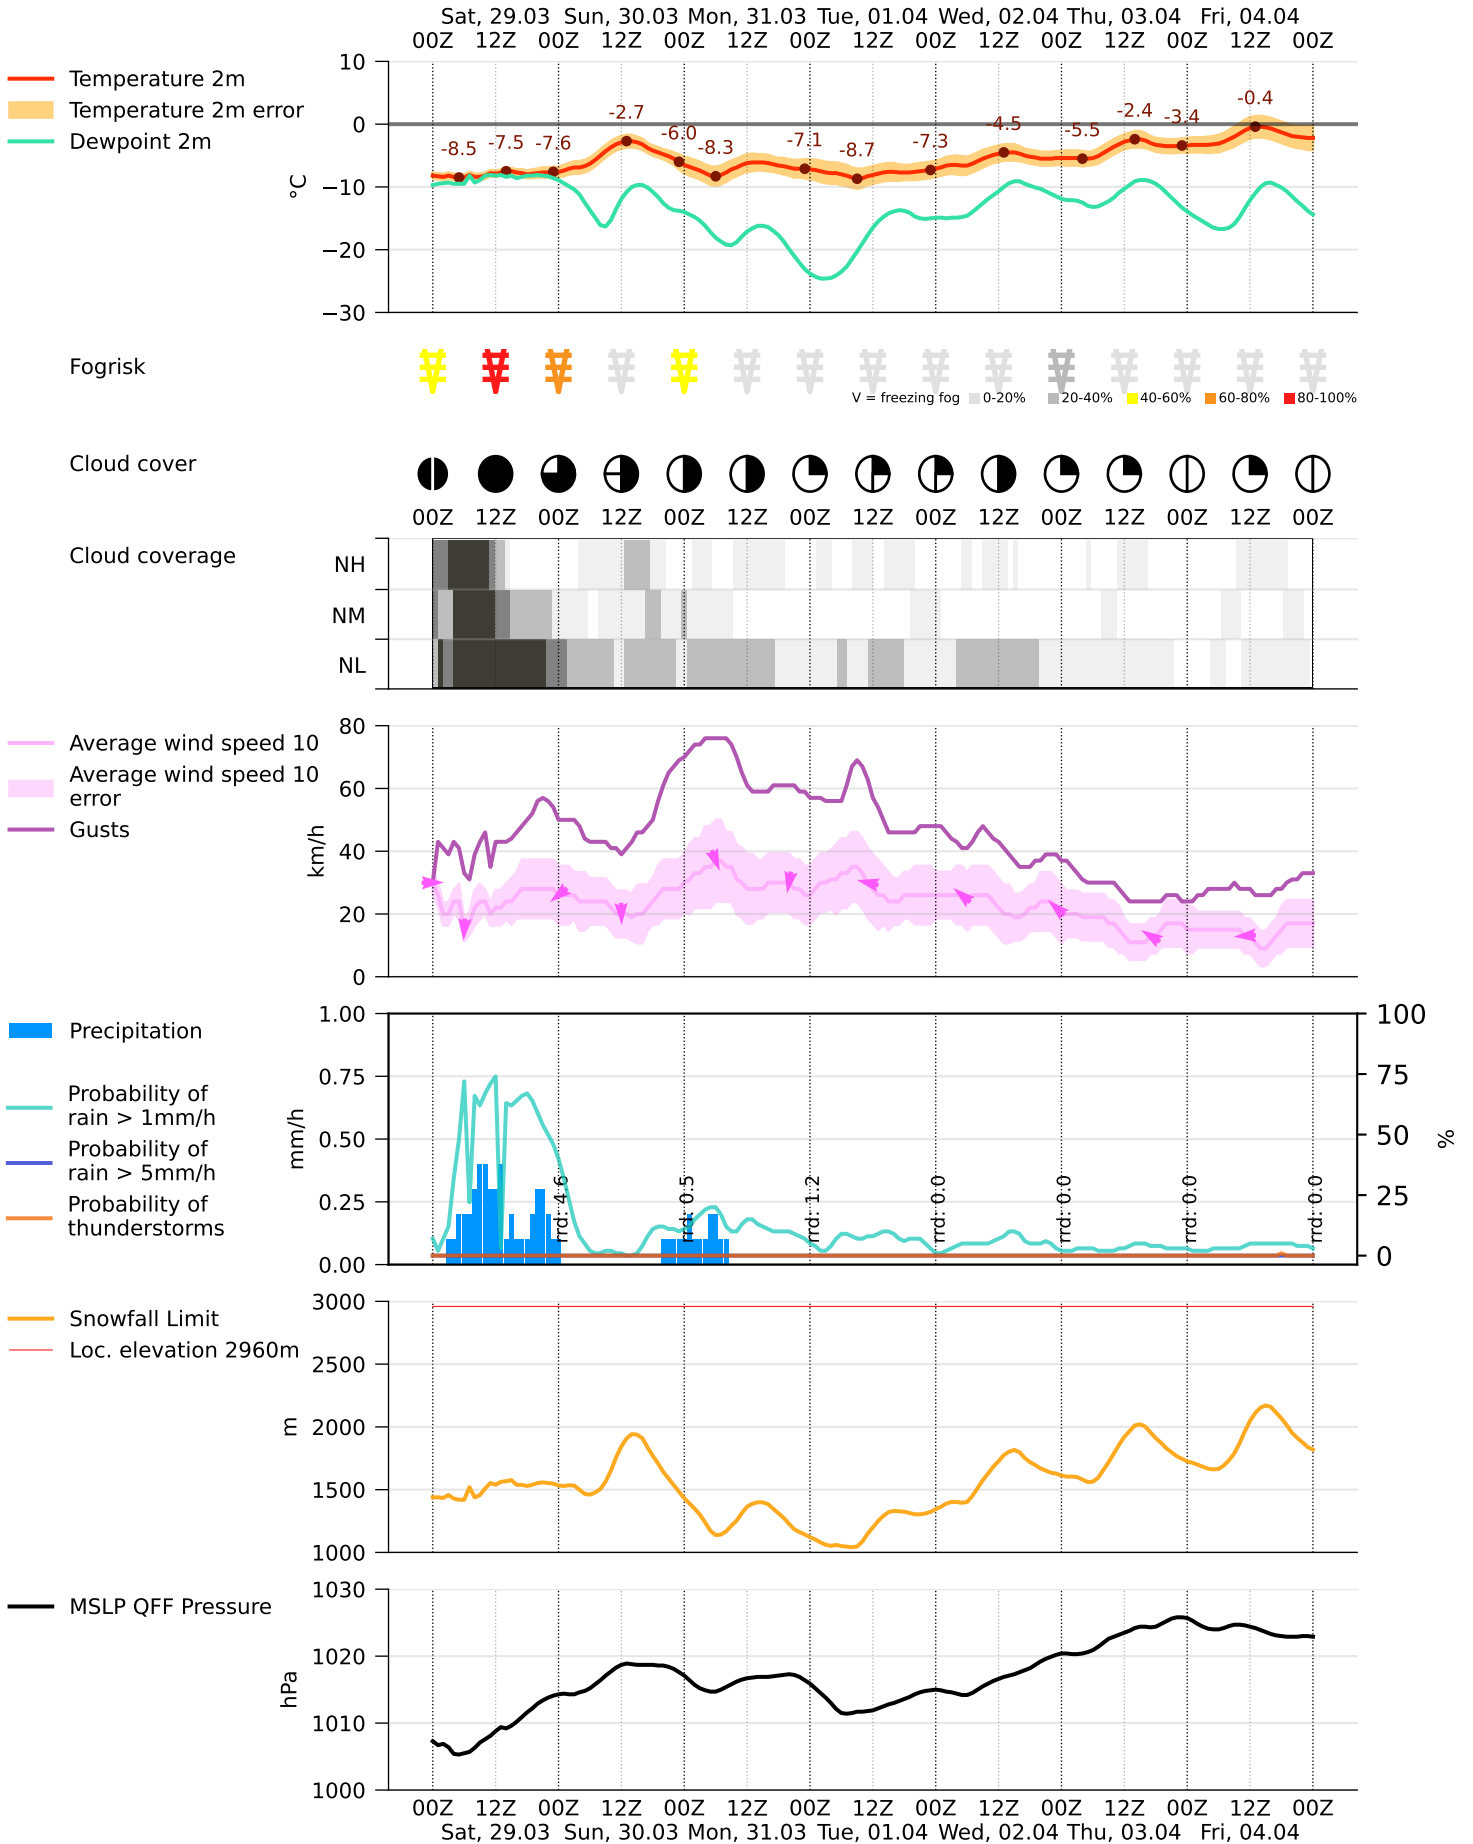 Sat, 29.03 Sun, 30.03 Mon, 31.03 Tue, 01.04 Wed, 02.04 Thu, 03.04 Fri, 04.04
00Z 12Z 00Z 12Z 00Z 12Z 00Z 12Z 00Z 12Z 00Z 12Z 00Z 12Z 00Z
Temperature 2m
Temperature 2m error
Dewpoint 2m
°C
10
0
−10
−20
−30
-8.5 -7.5 -7.6 -2.7 -6.0 -8.3 -7.1 -8.7 -7.3 -4.5 -5.5 -2.4 -3.4 -0.4
Fogrisk
V = freezing fog 0-20% 20-40% 40-60% 60-80% 80-100%
Cloud cover
00Z 12Z 00Z 12Z 00Z 12Z 00Z 12Z 00Z 12Z 00Z 12Z 00Z 12Z 00Z
Cloud coverage
NH
NM
NL
Average wind speed 10
Average wind speed 10
error
Gusts
km/h
80
60
40
20
0
Precipitation
Probability of
rain > 1mm/h
Probability of
rain > 5mm/h
Probability of
thunderstorms
mm/h
1.00
0.75
0.50
0.25
0.00
rrd: 4.6 rrd: 0.5 rrd: 1.2 rrd: 0.0 rrd: 0.0 rrd: 0.0 rrd: 0.0
100
75
50
25
0
%
Snowfall Limit
Loc. elevation 2960m
m
3000
2500
2000
1500
1000
MSLP QFF Pressure
hPa
1030
1020
1010
1000
00Z 12Z 00Z 12Z 00Z 12Z 00Z 12Z 00Z 12Z 00Z 12Z 00Z 12Z 00Z
Sat, 29.03 Sun, 30.03 Mon, 31.03 Tue, 01.04 Wed, 02.04 Thu, 03.04 Fri, 04.04